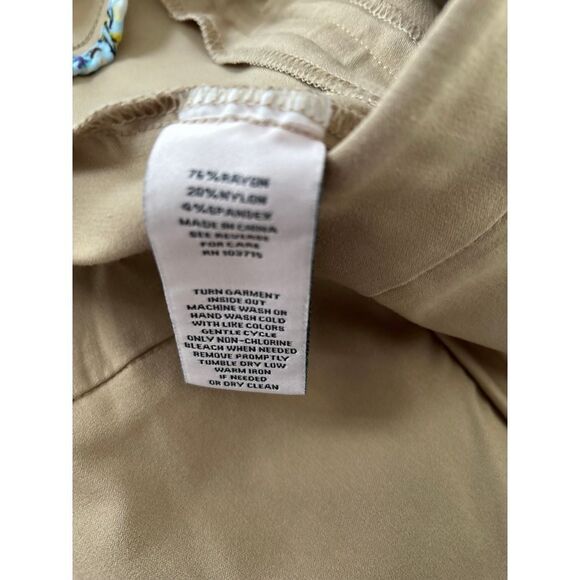 76%RAYON
20%NYLON
4%SPANDEX
MADE IN CHINA
SEE REVERSE
FOR CARE
RN 103715
TURN GARMENT
INSIDE OUT
MACHINE WASH OR
HAND WASH COLD
WITH LIKE COLORS
GENTLE CYCLE
ONLY NON-CHLORINE
BLEACH WHEN NEEDED
REMOVE PROMPTLY
TUMBLE DRY LOW
WARM IRON
IF NEEDED
OR DRY CLEAN